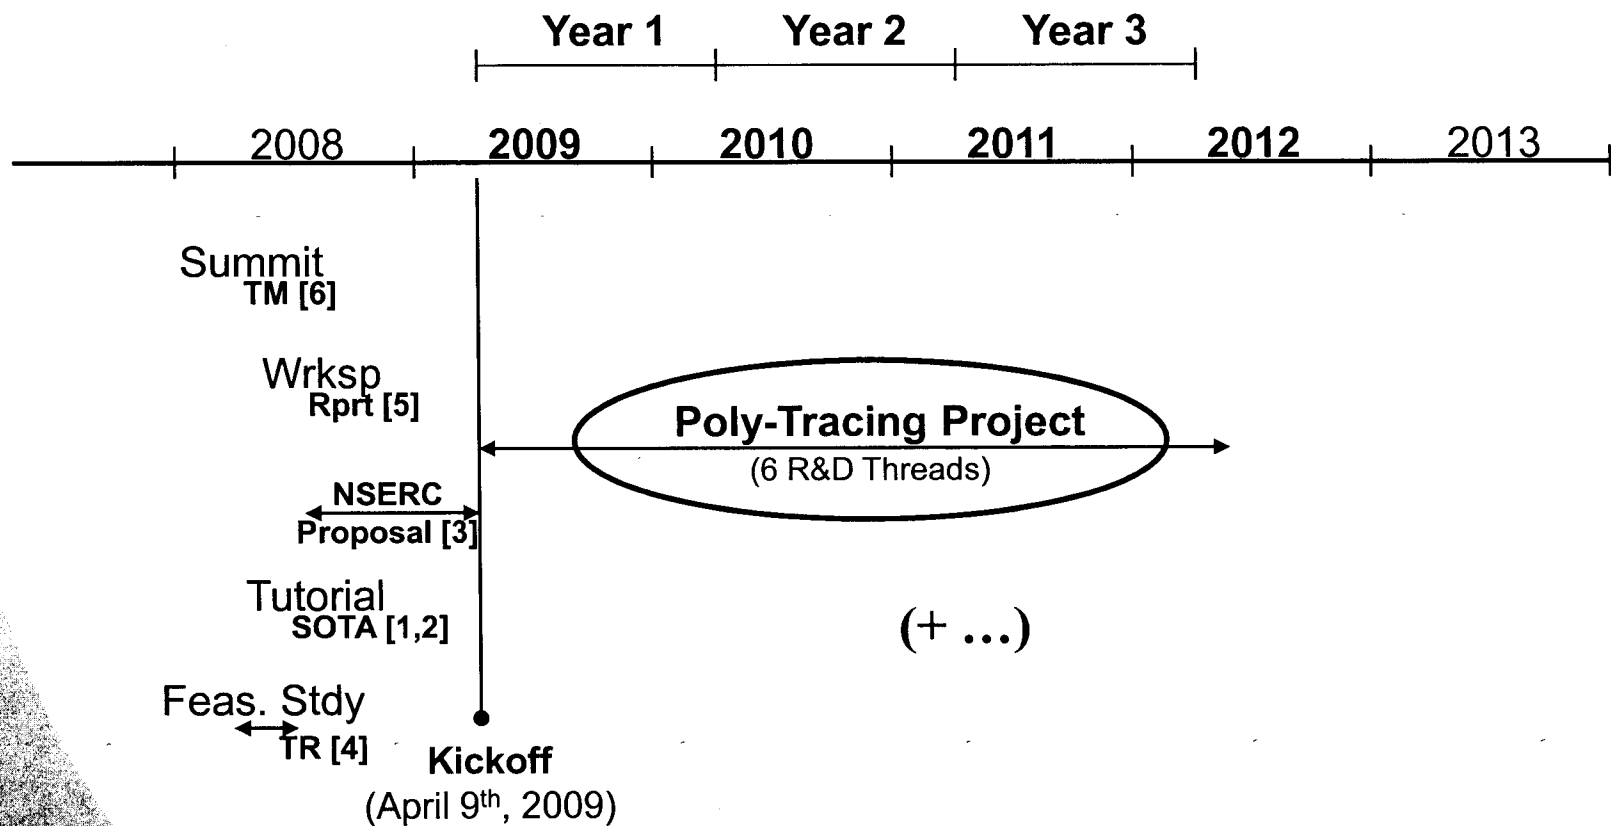 Year 1 Year 2 Year 3
2008 2009 2010 2011 2012 2013
Summit
TM [6]
Wrksp
Rprt [5]
Poly-Tracing Project
(6 R&D Threads)
NSERC
Proposal [3]
Tutorial
SOTA [1,2]
(+ ...)
Feas. Stdy
TR [4]
Kickoff
(April 9th, 2009)